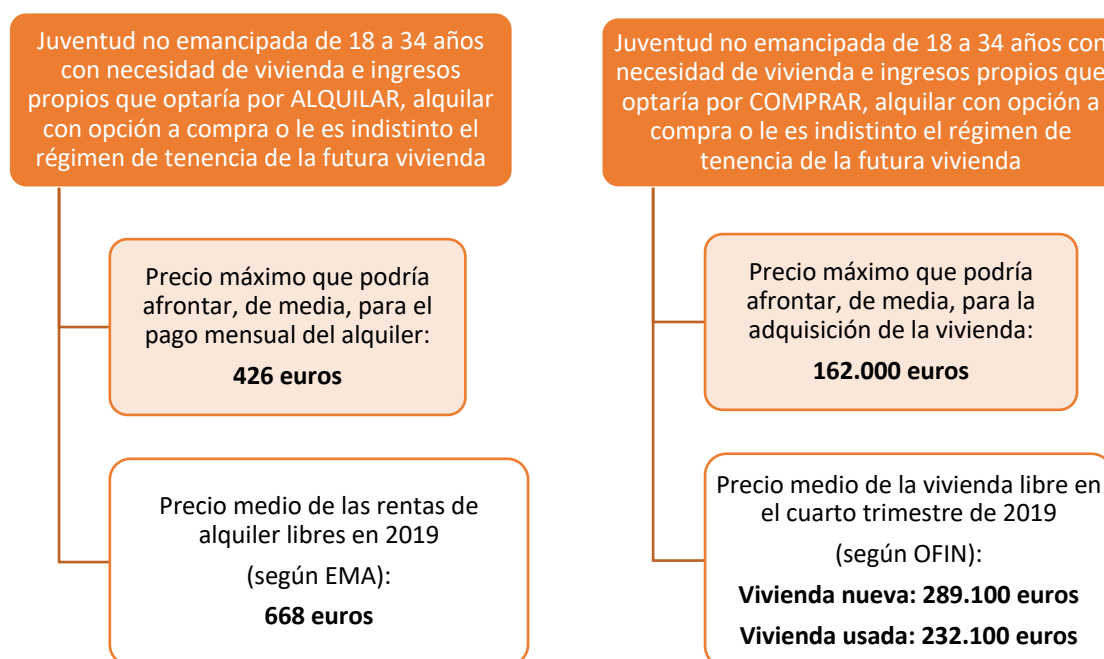 Juventud no emancipada de 18 a 34 años
con necesidad de vivienda e ingresos
propios que optaría por ALQUILAR, alquilar
con opción a compra o le es indistinto el
régimen de tenencia de la futura vivienda
Precio máximo que podría
afrontar, de media, para el
pago mensual del alquiler:
426 euros
Precio medio de las rentas de
alquiler libres en 2019
(según EMA):
668 euros
Juventud no emancipada de 18 a 34 años con
necesidad de vivienda e ingresos propios que
optaría por COMPRAR, alquilar con opción a
compra o le es indistinto el régimen de
tenencia de la futura vivienda
Precio máximo que podría
afrontar, de media, para la
adquisición de la vivienda:
162.000 euros
Precio medio de la vivienda libre en
el cuarto trimestre de 2019
(según OFIN):
Vivienda nueva: 289.100 euros
Vivienda usada: 232.100 euros